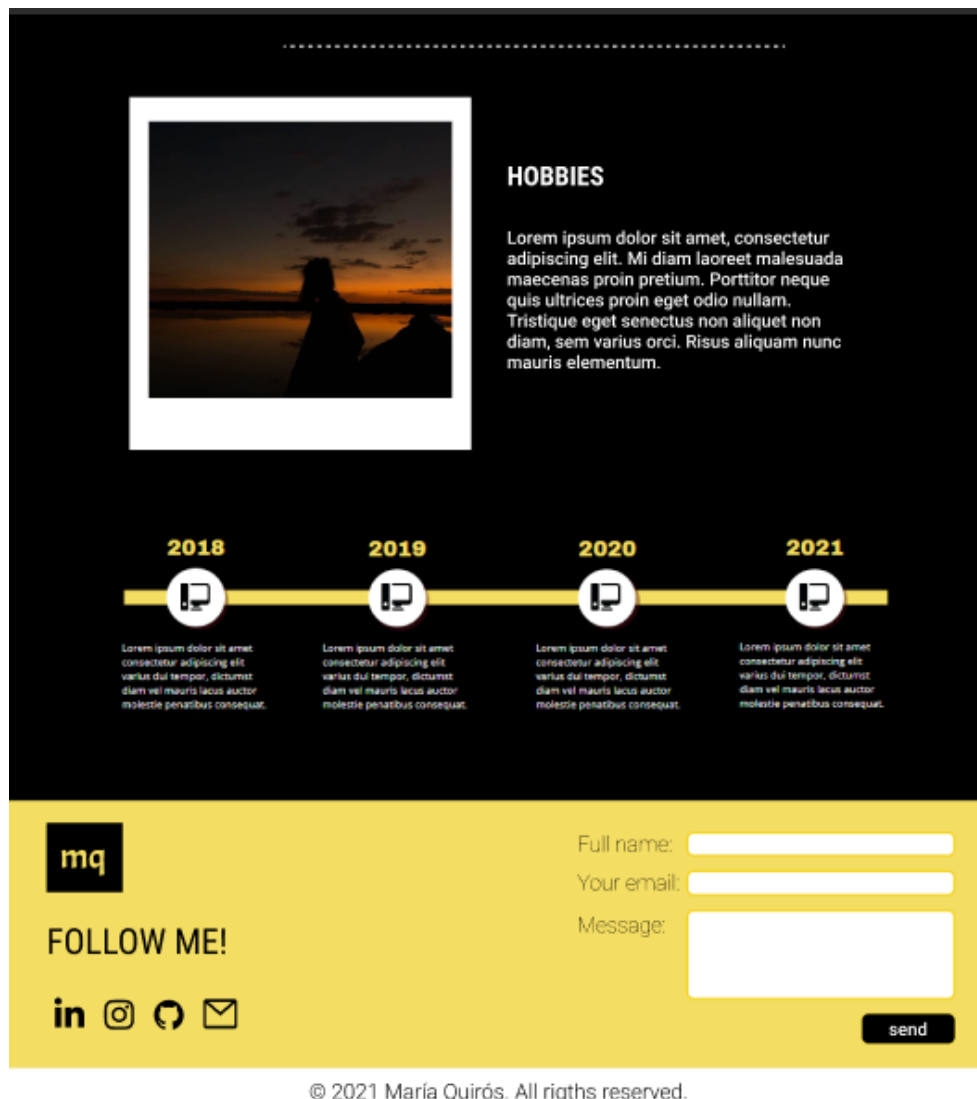 HOBBIES
Lorem ipsum dolor sit amet, consectetur
adipiscing elit. Mi diam laoreet malesuada
maecenas proin pretium. Porttitor neque
quis ultrices proin eget odio nullam.
Tristique eget senectus non aliquet non
diam, sem varius orci. Risus aliquam nunc
mauris elementum.
2018
Lorem ipsum dolor sit amet
consectetur adipiscing elit
varius dui tempor, dictumst
diam vel mauris lacus auctor
molestie penatibus consequat.
2019
Lorem ipsum dolor sit amet
consectetur adipiscing elit
varius dui tempor, dictumst
diam vel mauris lacus auctor
molestie penatibus consequat.
2020
Lorem ipsum dolor sit amet
consectetur adipiscing elit
varius dui tempor, dictumst
diam vel mauris lacus auctor
molestie penatibus consequat.
2021
Lorem ipsum dolor sit amet
consectetur adipiscing elit
varius dui tempor, dictumst
diam vel mauris lacus auctor
molestie penatibus consequat.
mq
FOLLOW ME!
in
Full name:
Your email:
Message:
send
© 2021 María Quirós. All rigths reserved.